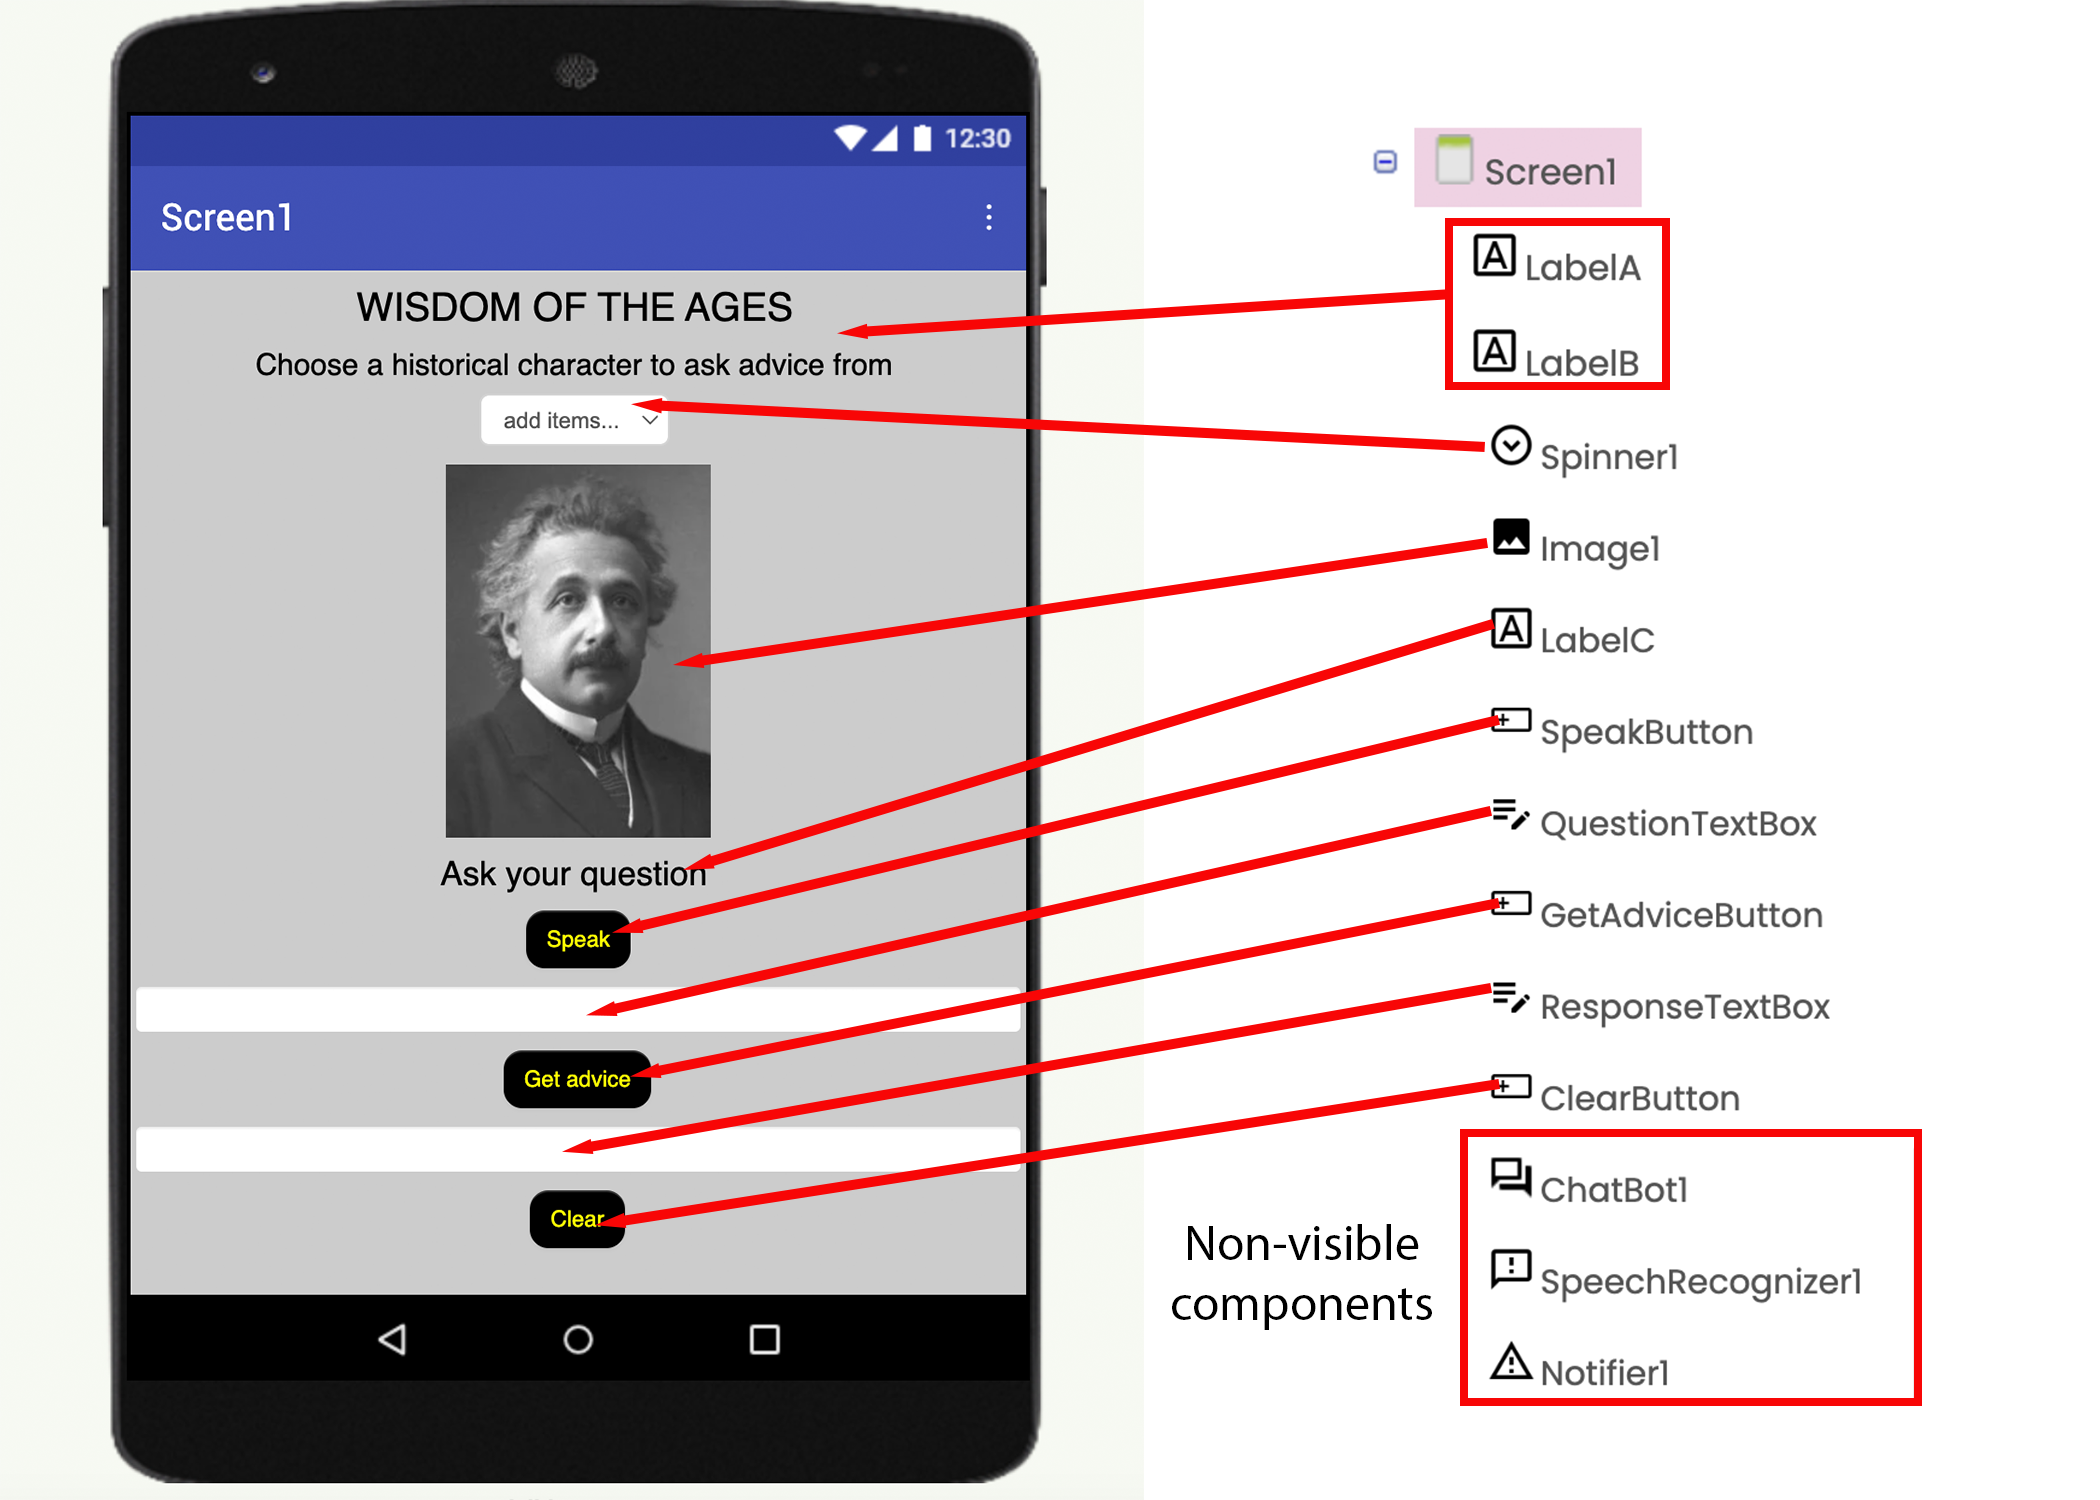 12:30
Screen1
WISDOM OF THE AGES
Choose a historical character to ask advice from
add items...
Ask your question
Speak
Get advice
Clear
Screen1
LabelA
LabelB
Spinner1
Image1
LabelC
SpeakButton
QuestionTextBox
GetAdviceButton
ResponseTextBox
ClearButton
Non-visible
components
ChatBot1
SpeechRecognizer1
Notifier1